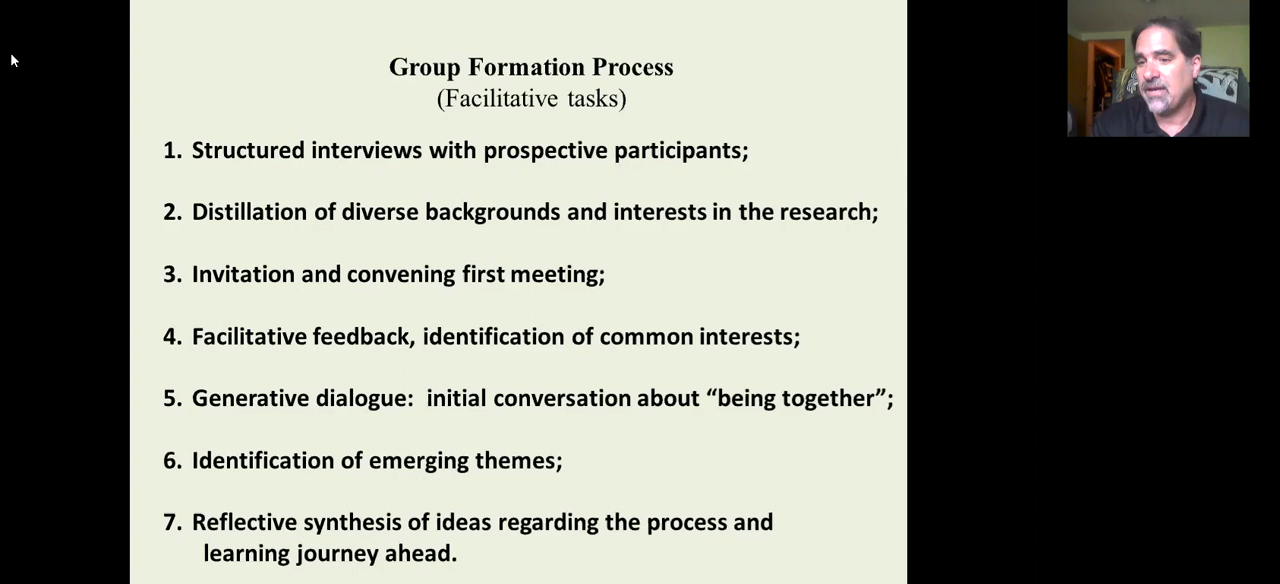 Group Formation Process
(Facilitative tasks)
1. Structured interviews with prospective participants;
2. Distillation of diverse backgrounds and interests in the research;
3. Invitation and convening first meeting;
4. Facilitative feedback, identification of common interests;
5. Generative dialogue:  initial conversation about “being together”;
6. Identification of emerging themes;
7. Reflective synthesis of ideas regarding the process and
learning journey ahead.